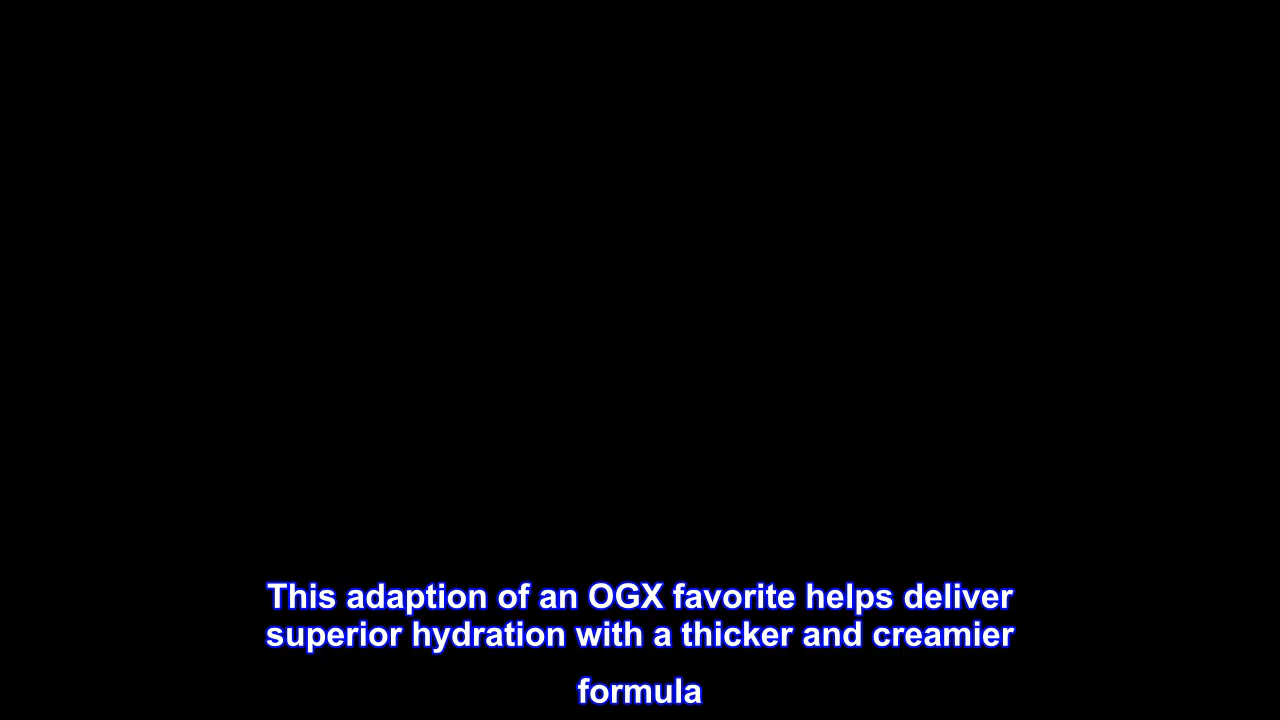 This adaption of an OGX favorite helps deliver
superior hydration with a thicker and creamier
formula